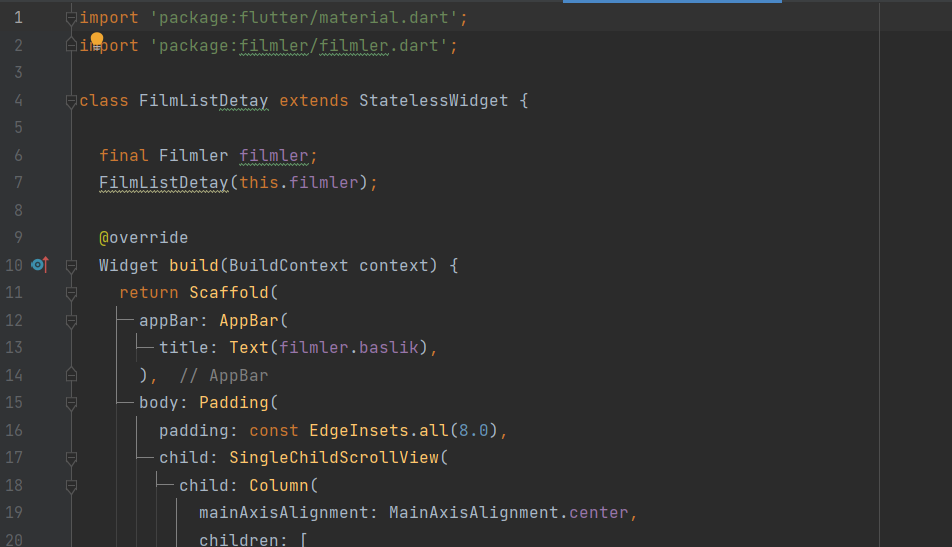 1 import 'package:flutter/material.dart';
2 import 'package:filmler/filmler.dart';
3
4 class FilmListDetay extends StatelessWidget {
5
6 final Filmler filmler;
7 FilmListDetay(this.filmler);
8
9 @override
10 Widget build(BuildContext context) {
11 return Scaffold(
12 appBar: AppBar(
13 title: Text(filmler.baslik),
14 ), // AppBar
15 body: Padding(
16 padding: const EdgeInsets.all(8.0),
17 child: SingleChildScrollView(
18 child: Column(
19 mainAxisAlignment: MainAxisAlignment.center,
20 children: [